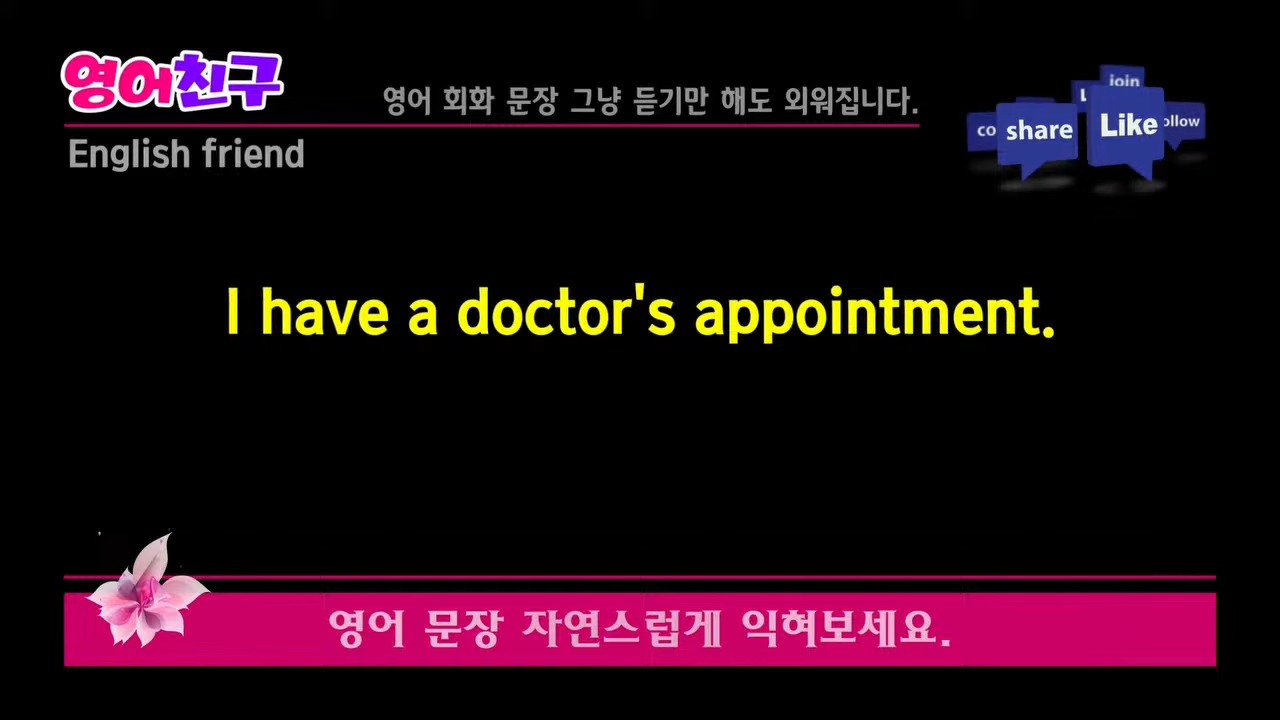 영어친구
영어 회화 문장 그냥 듣기만 해도 외워집니다.
English friend
join
share
Like
I have a doctor's appointment.
영어 문장 자연스럽게 익혀보세요.